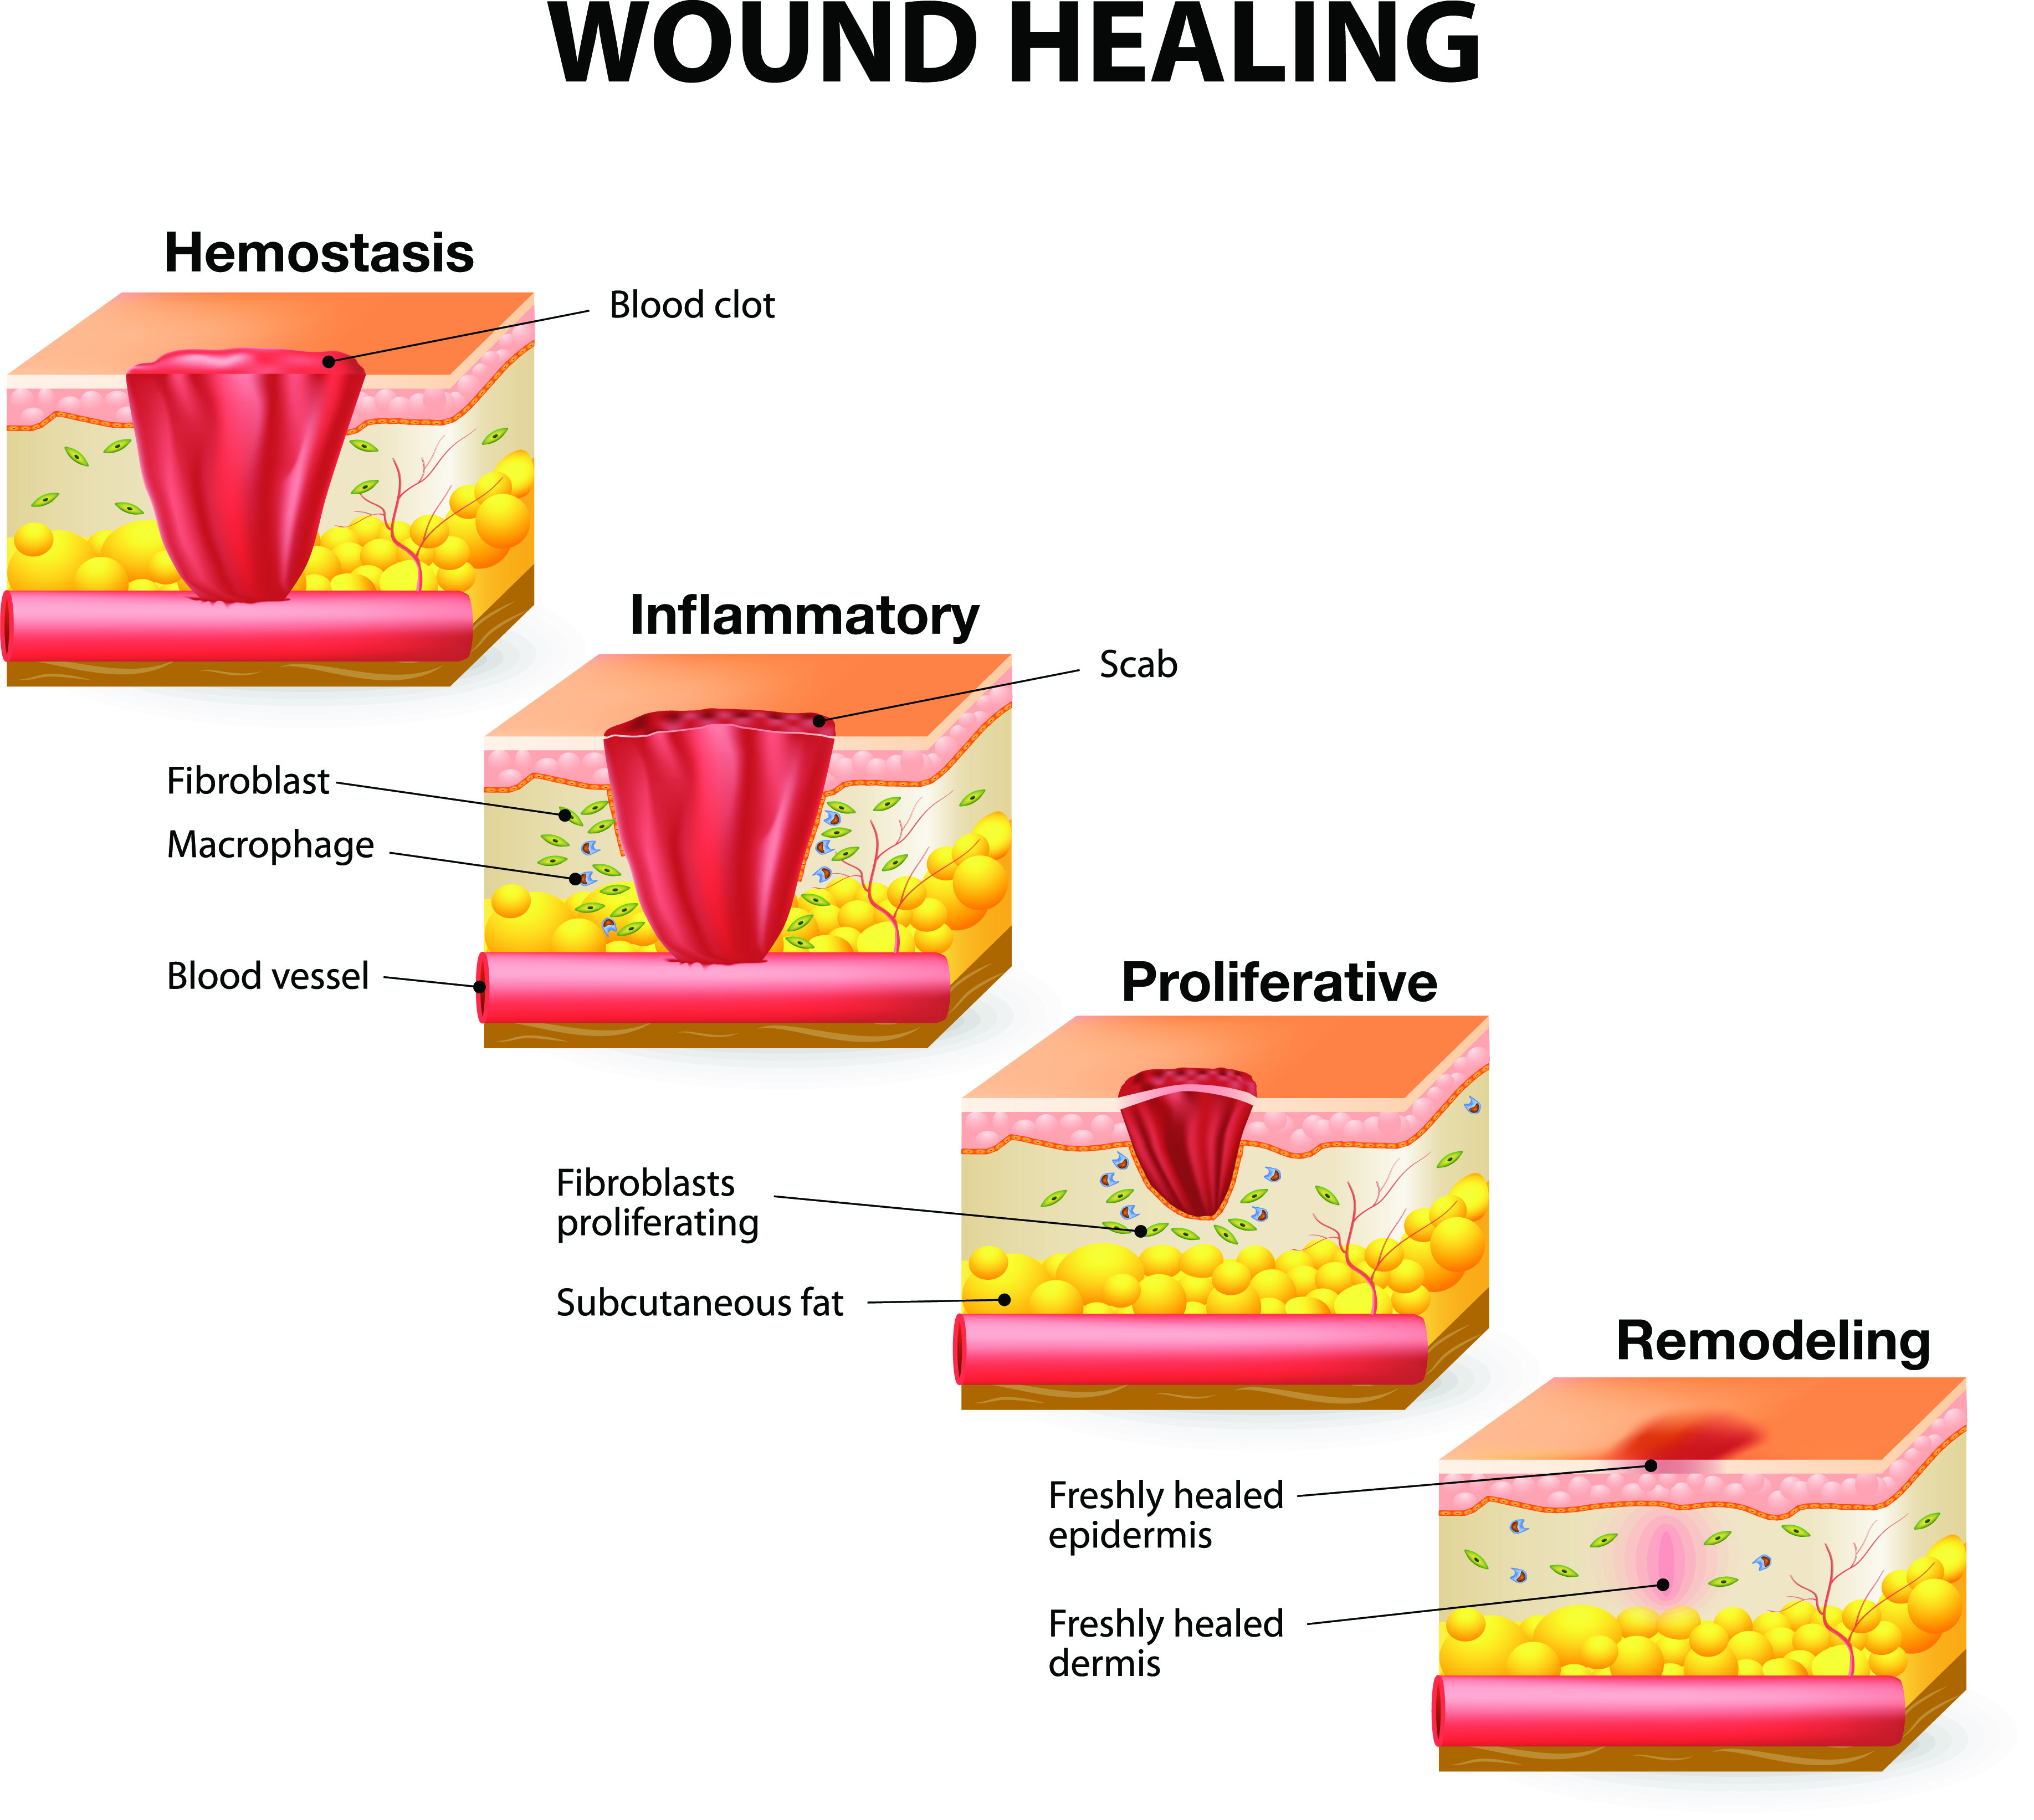 WOUND HEALING
Hemostasis
Blood clot
Inflammatory
Scab
Fibroblast
Macrophage
Blood vessel
Proliferative
Fibroblasts
proliferating
Subcutaneous fat
Remodeling
Freshly healed
epidermis
Freshly healed
dermis